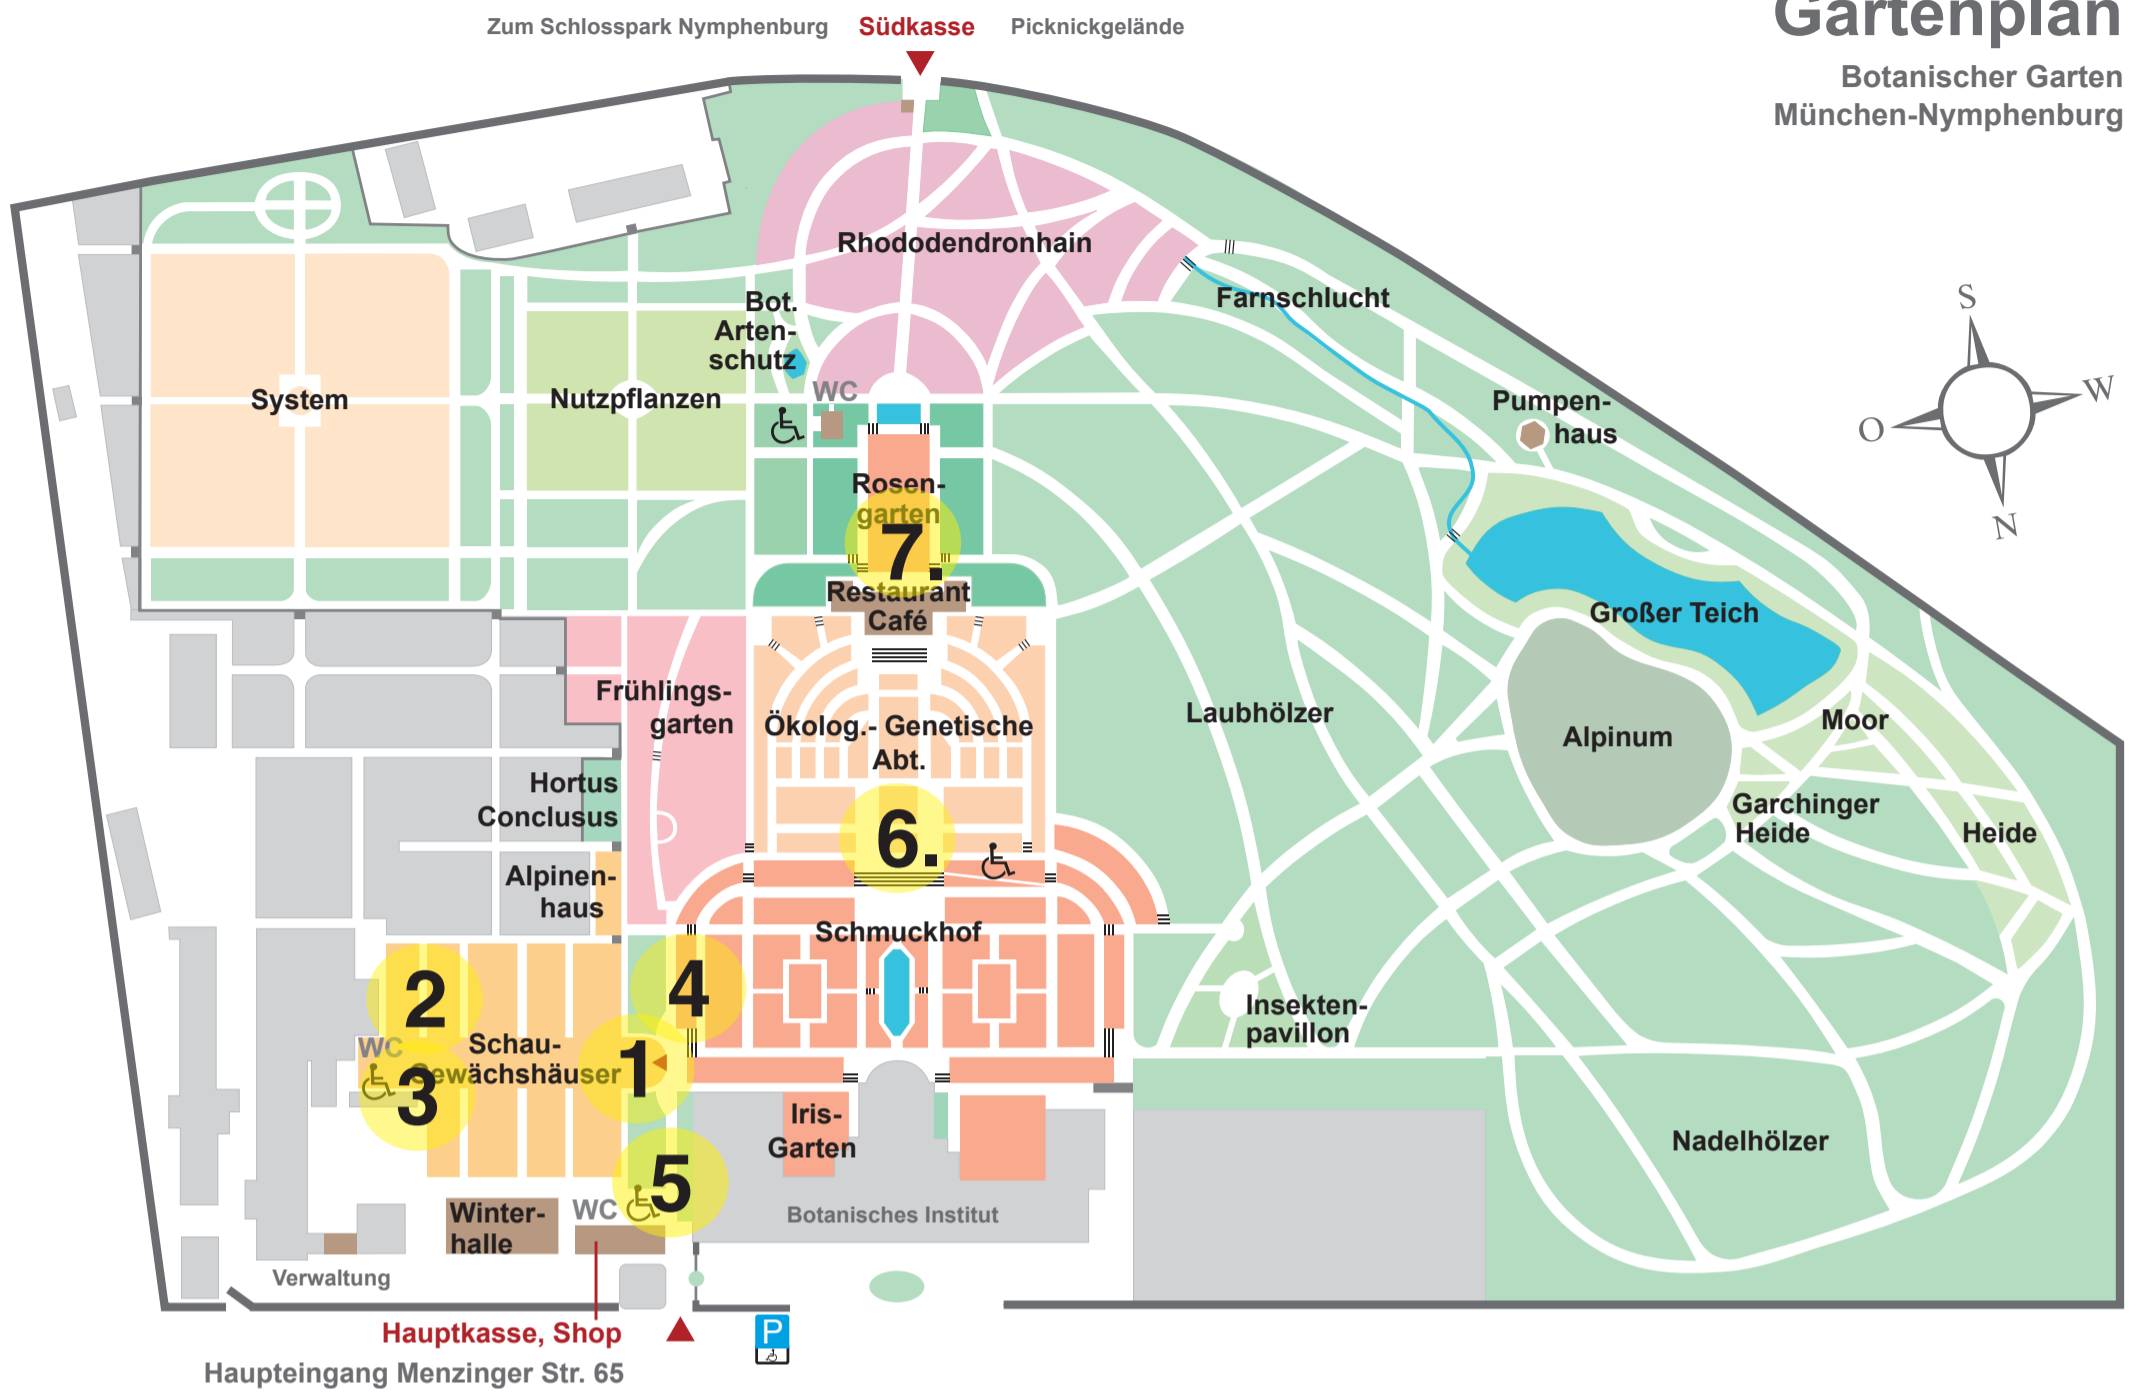 Gartenplan
Botanischer Garten
München-Nymphenburg
Zum Schlosspark Nymphenburg
Südkasse
Picknickgelände
Rhododendronhain
Farnschlucht
Bot.
Arten-
schutz
WC
System
Nutzpflanzen
Pumpen-
haus
S
W
O
N
Rosen-
garten
7.
Restaurant
Café
Großer Teich
Frühlings-
garten
Ökolog.- Genetische
Abt.
Laubhölzer
Alpinum
Moor
Hortus
Conclusus
6.
Garchinger
Heide
Heide
Alpinen-
haus
Schmuckhof
2
4
Insekten-
pavillon
WC
Schau-
Gewächshäuser
1
3
Iris-
Garten
Nadelhölzer
5
Winter-
halle
WC
Botanisches Institut
Verwaltung
Hauptkasse, Shop
P
Haupteingang Menzinger Str. 65